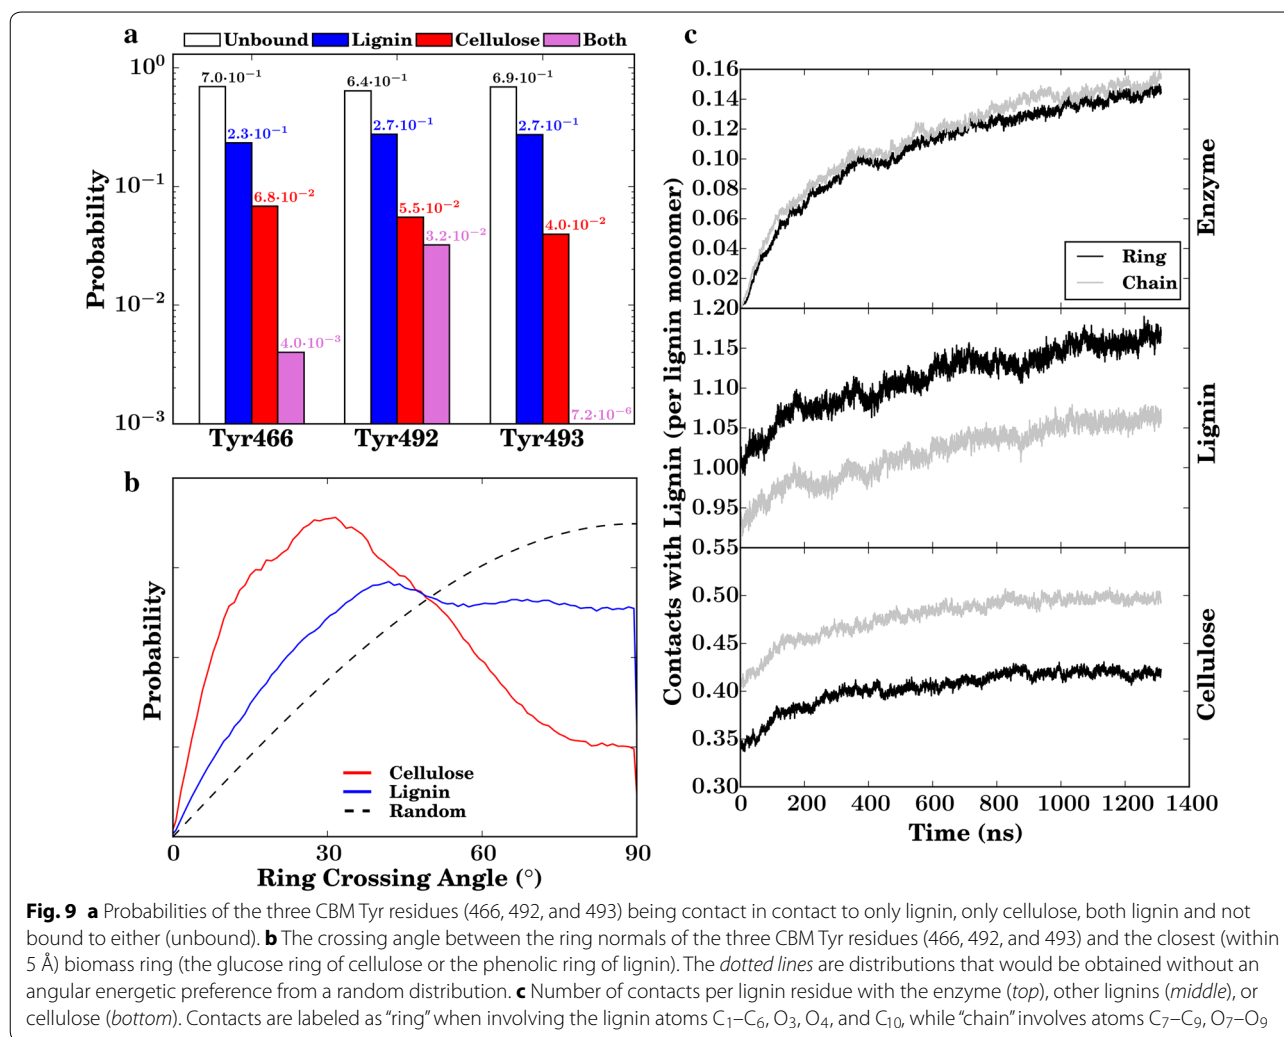 a
Unbound Lignin Cellulose Both
Probability
10⁰
10⁻¹
10⁻²
10⁻³
7.0·10⁻¹
2.3·10⁻¹
6.8·10⁻²
4.0·10⁻³
6.4·10⁻¹
2.7·10⁻¹
5.5·10⁻²
3.2·10⁻²
6.9·10⁻¹
2.7·10⁻¹
4.0·10⁻²
7.2·10⁻⁶
Tyr466 Tyr492 Tyr493
b
Probability
Cellulose
Lignin
Random
0 30 60 90
Ring Crossing Angle (°)
c
Contacts with Lignin (per lignin monomer)
0.16
0.14
0.12
0.10
0.08
0.06
0.04
0.02
Ring
Chain
Enzyme
1.20
1.15
1.10
1.05
1.00
0.95
Lignin
0.55
0.50
0.45
0.40
0.35
0.30
Cellulose
0 200 400 600 800 1000 1200 1400
Time (ns)
Fig. 9 a Probabilities of the three CBM Tyr residues (466, 492, and 493) being contact in contact to only lignin, only cellulose, both lignin and not
bound to either (unbound). b The crossing angle between the ring normals of the three CBM Tyr residues (466, 492, and 493) and the closest (within
5 Å) biomass ring (the glucose ring of cellulose or the phenolic ring of lignin). The dotted lines are distributions that would be obtained without an
angular energetic preference from a random distribution. c Number of contacts per lignin residue with the enzyme (top), other lignins (middle), or
cellulose (bottom). Contacts are labeled as "ring" when involving the lignin atoms C₁–C₆, O₃, O₄, and C₁₀, while "chain" involves atoms C₇–C₉, O₇–O₉